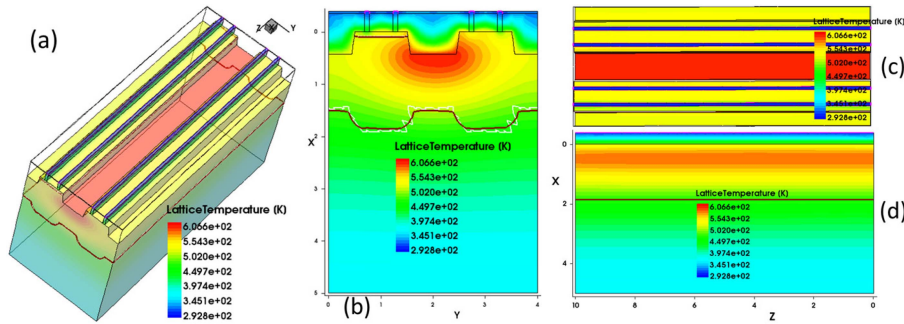 (a)
Z X Y
LatticeTemperature (K)
6.066e+02
5.543e+02
5.020e+02
4.497e+02
3.974e+02
3.451e+02
2.928e+02
0
1
2
3
4
5
X
LatticeTemperature (K)
6.066e+02
5.543e+02
5.020e+02
4.497e+02
3.974e+02
3.451e+02
2.928e+02
0 1 2 3 4
(b) Y
LatticeTemperature (K)
6.066e+02
5.543e+02
5.020e+02
4.497e+02
3.974e+02
3.451e+02
2.928e+02
(c)
X
0
2
4
LatticeTemperature (K)
6.066e+02
5.543e+02
5.020e+02
4.497e+02
3.974e+02
3.451e+02
2.928e+02
(d)
10 8 6 4 2 0
Z